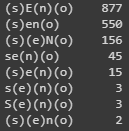 (s)E(n)(o) 877
(s)en(o) 550
(s)(e)N(o) 156
se(n)(o) 45
(s)e(n)(o) 15
s(e)(n)(o) 3
S(e)(n)(o) 3
(s)(e)n(o) 2